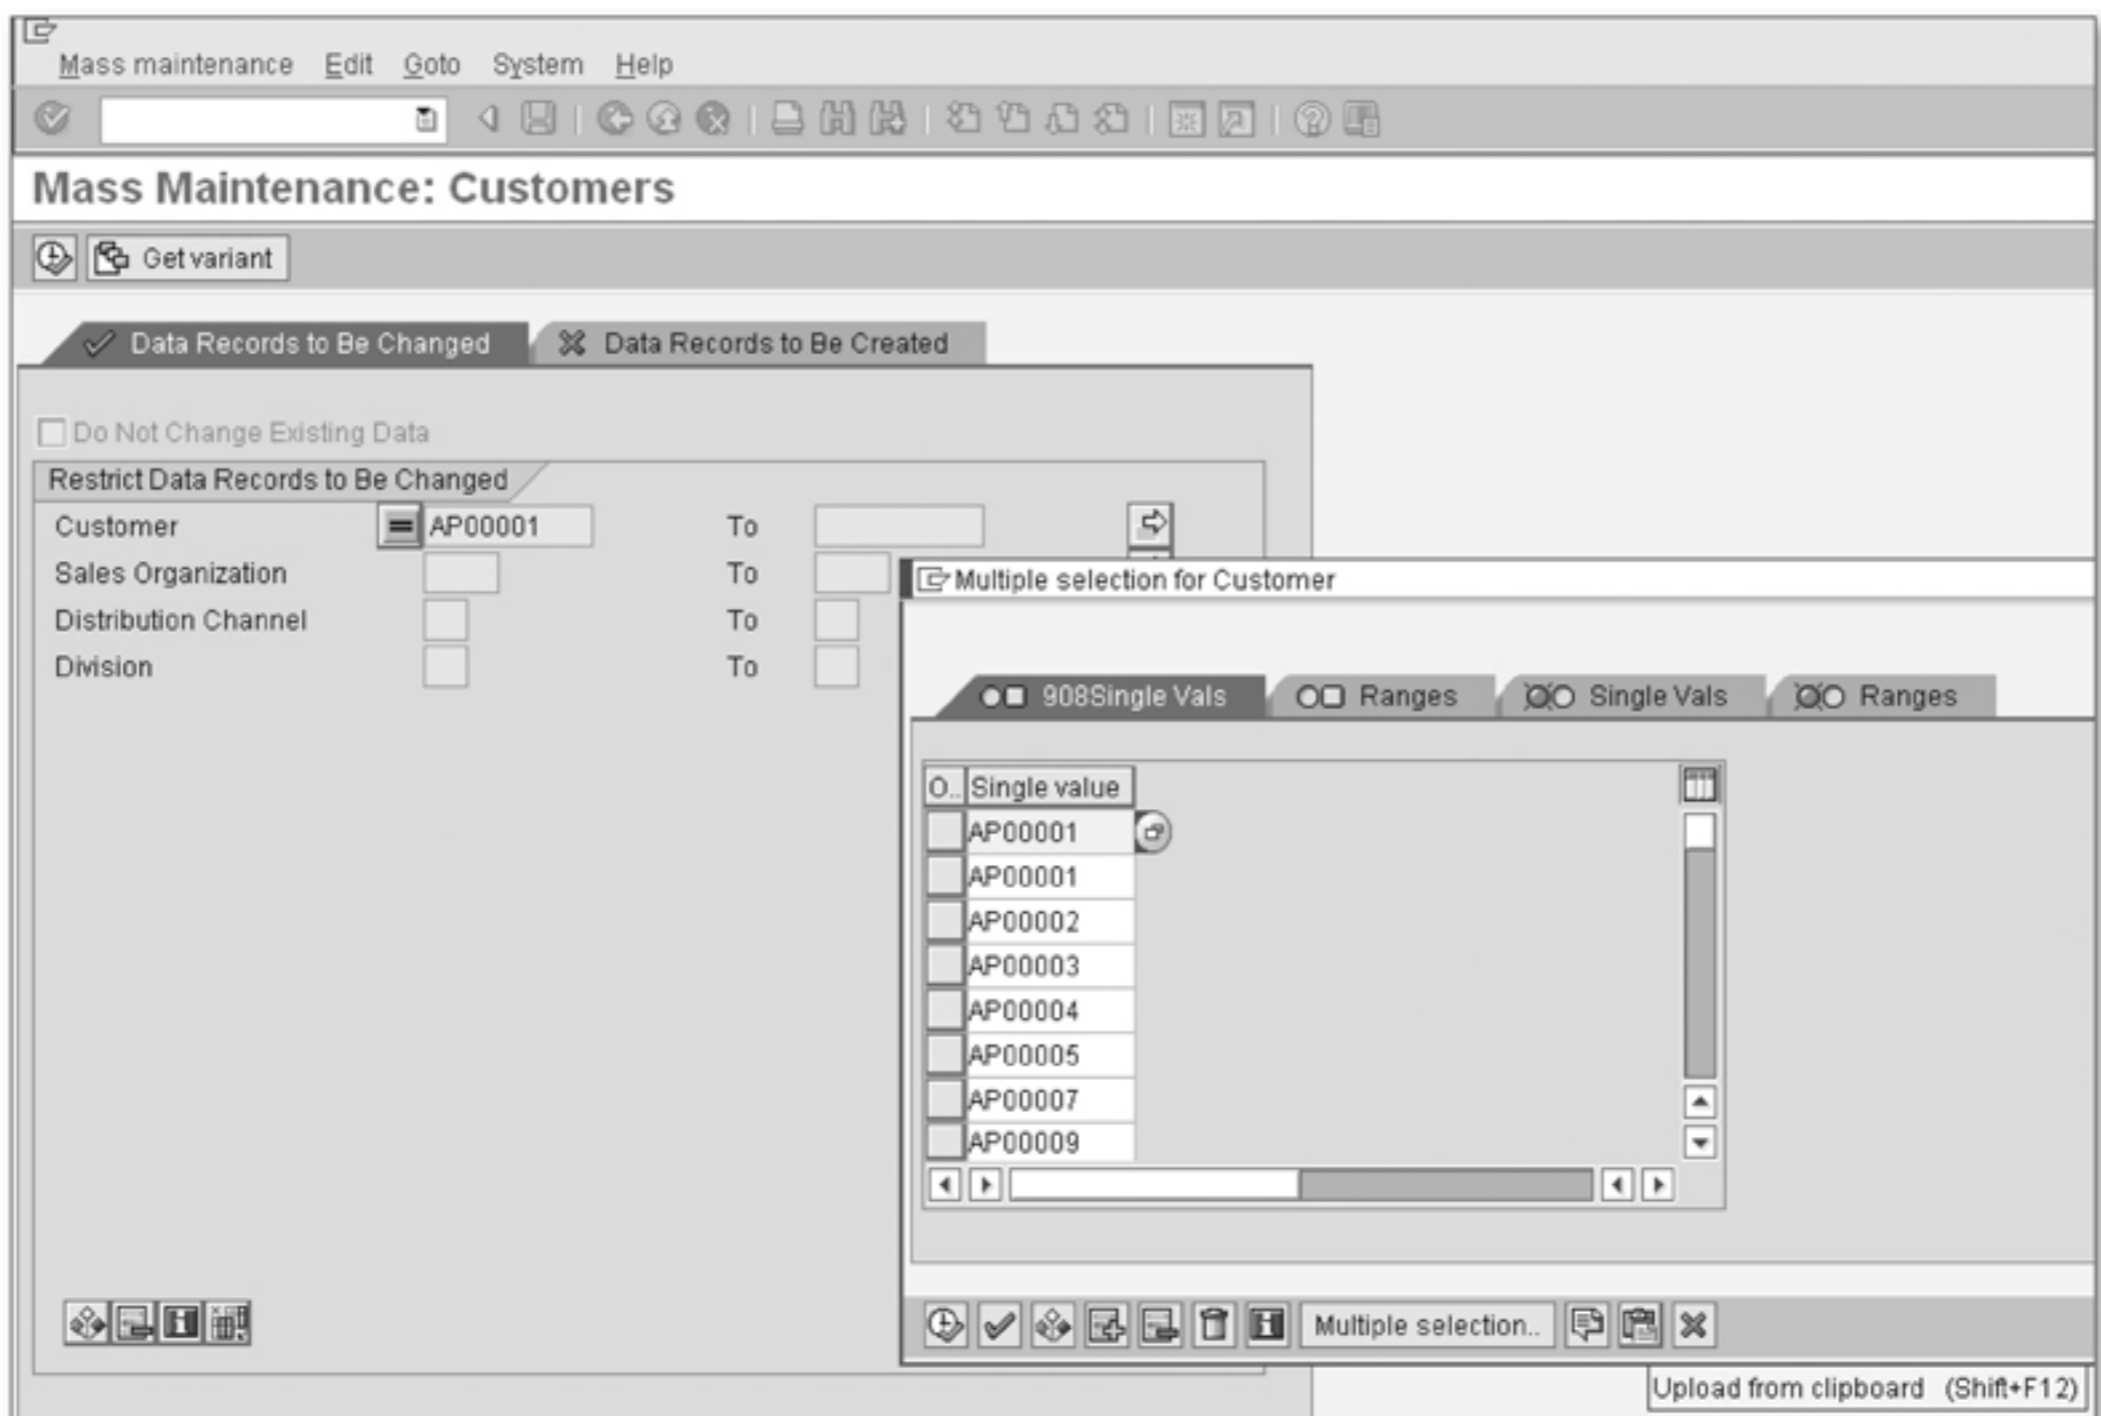 Mass maintenance Edit Goto System Help
Mass Maintenance: Customers
Get variant
Data Records to Be Changed Data Records to Be Created
Do Not Change Existing Data
Restrict Data Records to Be Changed
Customer AP00001 To
Sales Organization To
Distribution Channel To
Division To
Multiple selection for Customer
908Single Vals Ranges Single Vals Ranges
O.. Single value
AP00001
AP00001
AP00002
AP00003
AP00004
AP00005
AP00007
AP00009
Multiple selection..
Upload from clipboard (Shift+F12)